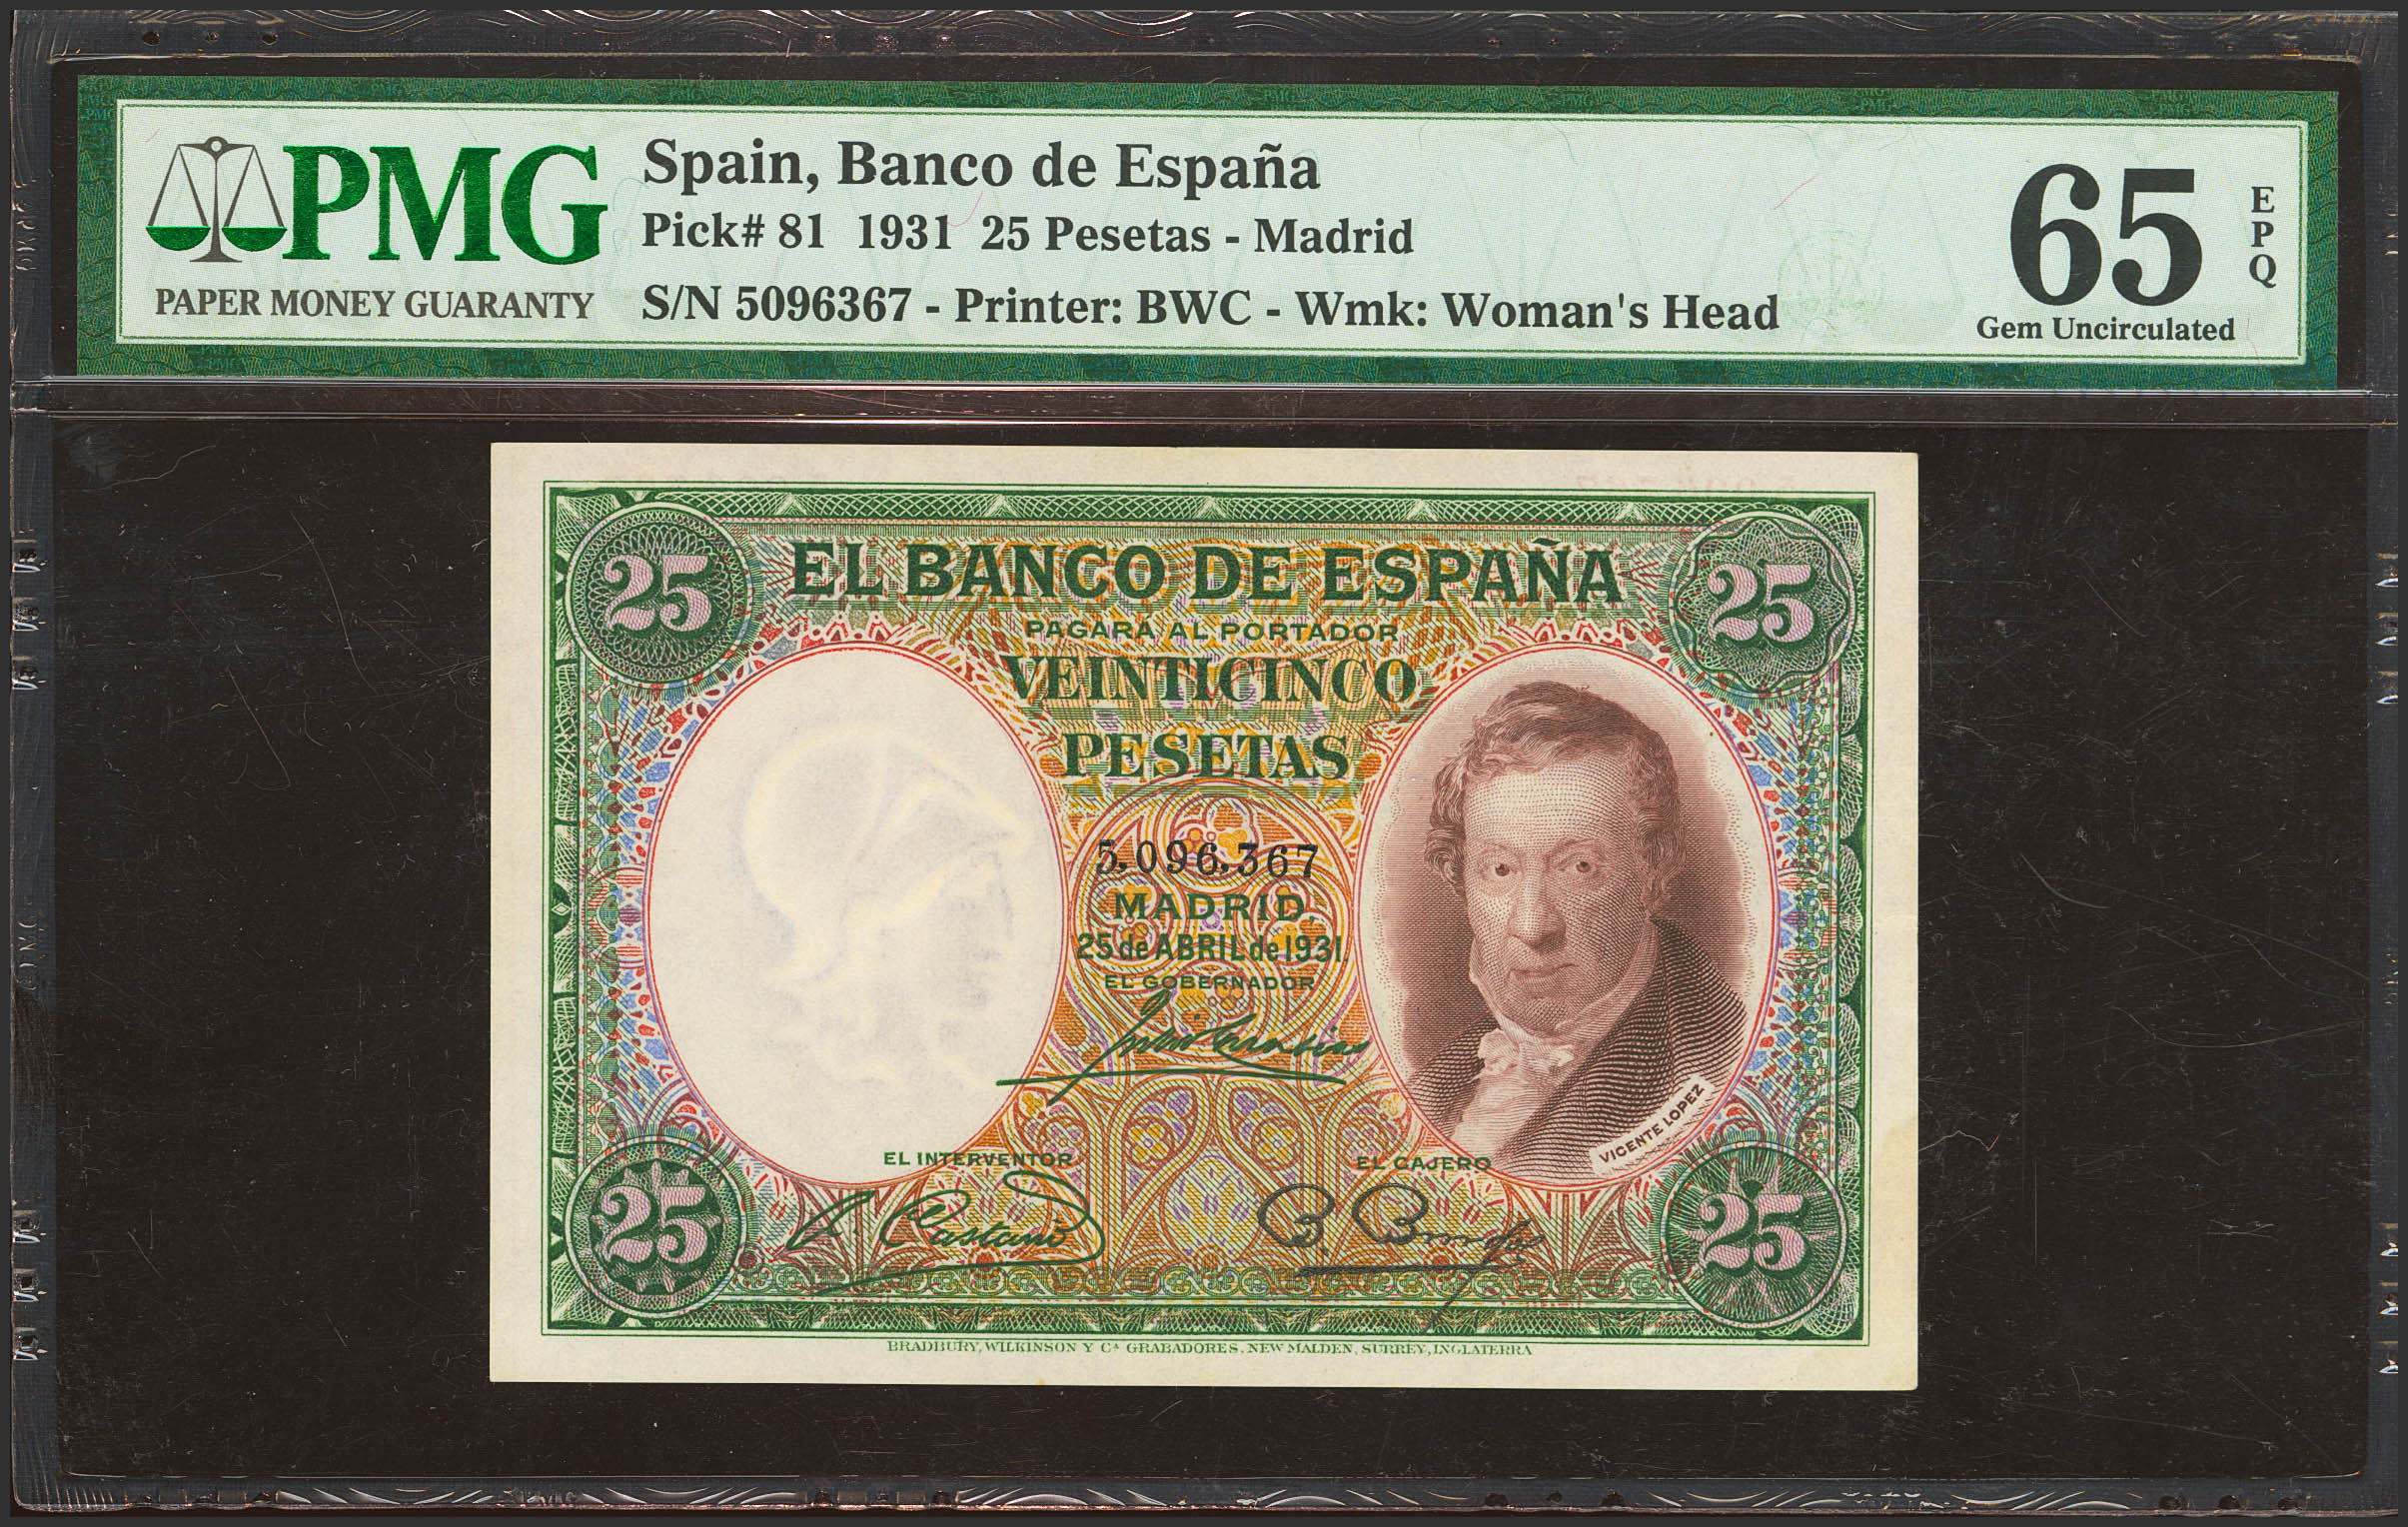 PMG
PAPER MONEY GUARANTY
Spain, Banco de España
Pick# 81 1931 25 Pesetas - Madrid
S/N 5096367 - Printer: BWC - Wmk: Woman's Head
65
EPQ
Gem Uncirculated
25
EL BANCO DE ESPAÑA
25
PAGARÁ AL PORTADOR
VEINTICINCO
PESETAS
5,096,367
MADRID,
25 de ABRIL de 1931.
EL GOBERNADOR
VICENTE LOPEZ
EL INTERVENTOR
EL CAJERO
25
25
BRADBURY, WILKINSON Y Cª GRABADORES, NEW MALDEN, SURREY, INGLATERRA